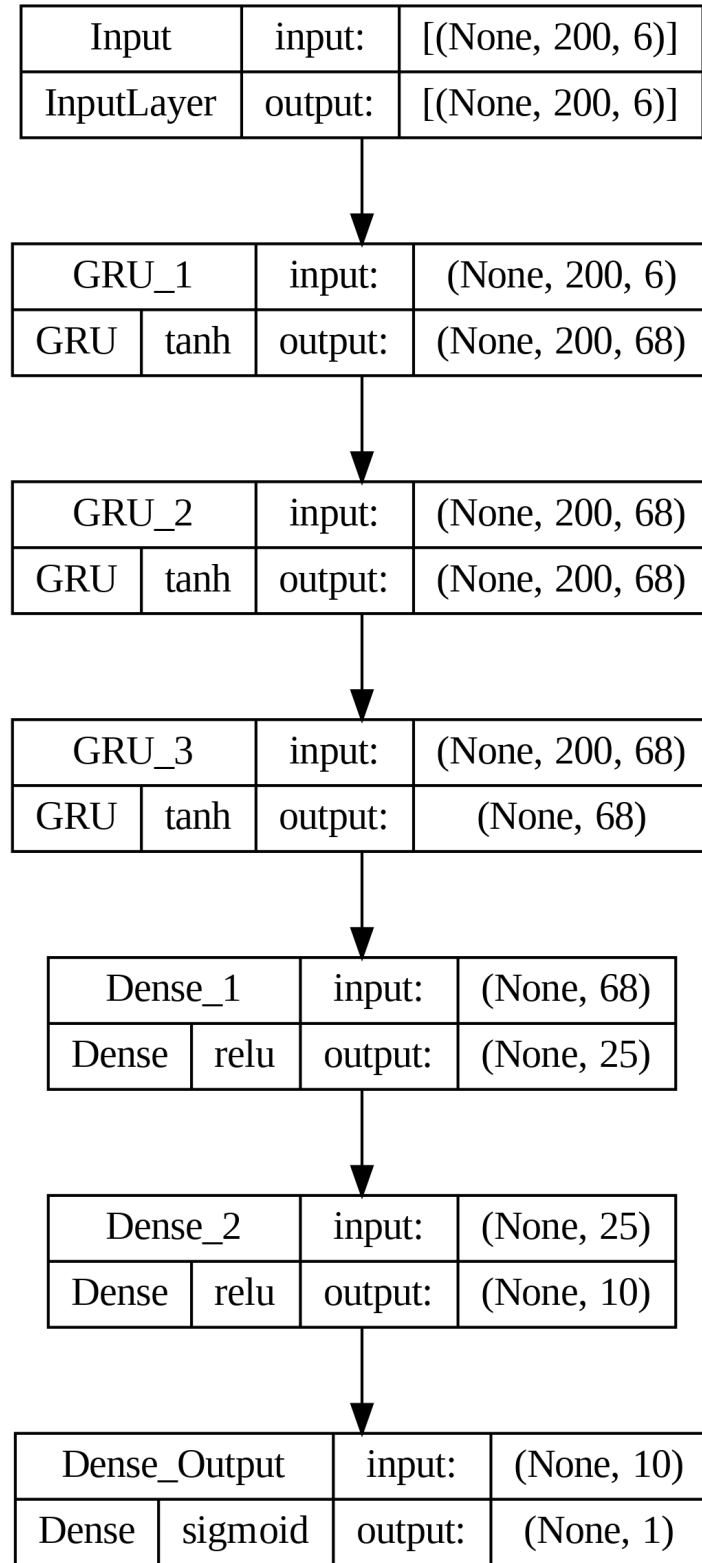 Input input: [(None, 200, 6)]
InputLayer output: [(None, 200, 6)]
GRU_1 input: (None, 200, 6)
GRU tanh output: (None, 200, 68)
GRU_2 input: (None, 200, 68)
GRU tanh output: (None, 200, 68)
GRU_3 input: (None, 200, 68)
GRU tanh output: (None, 68)
Dense_1 input: (None, 68)
Dense relu output: (None, 25)
Dense_2 input: (None, 25)
Dense relu output: (None, 10)
Dense_Output input: (None, 10)
Dense sigmoid output: (None, 1)